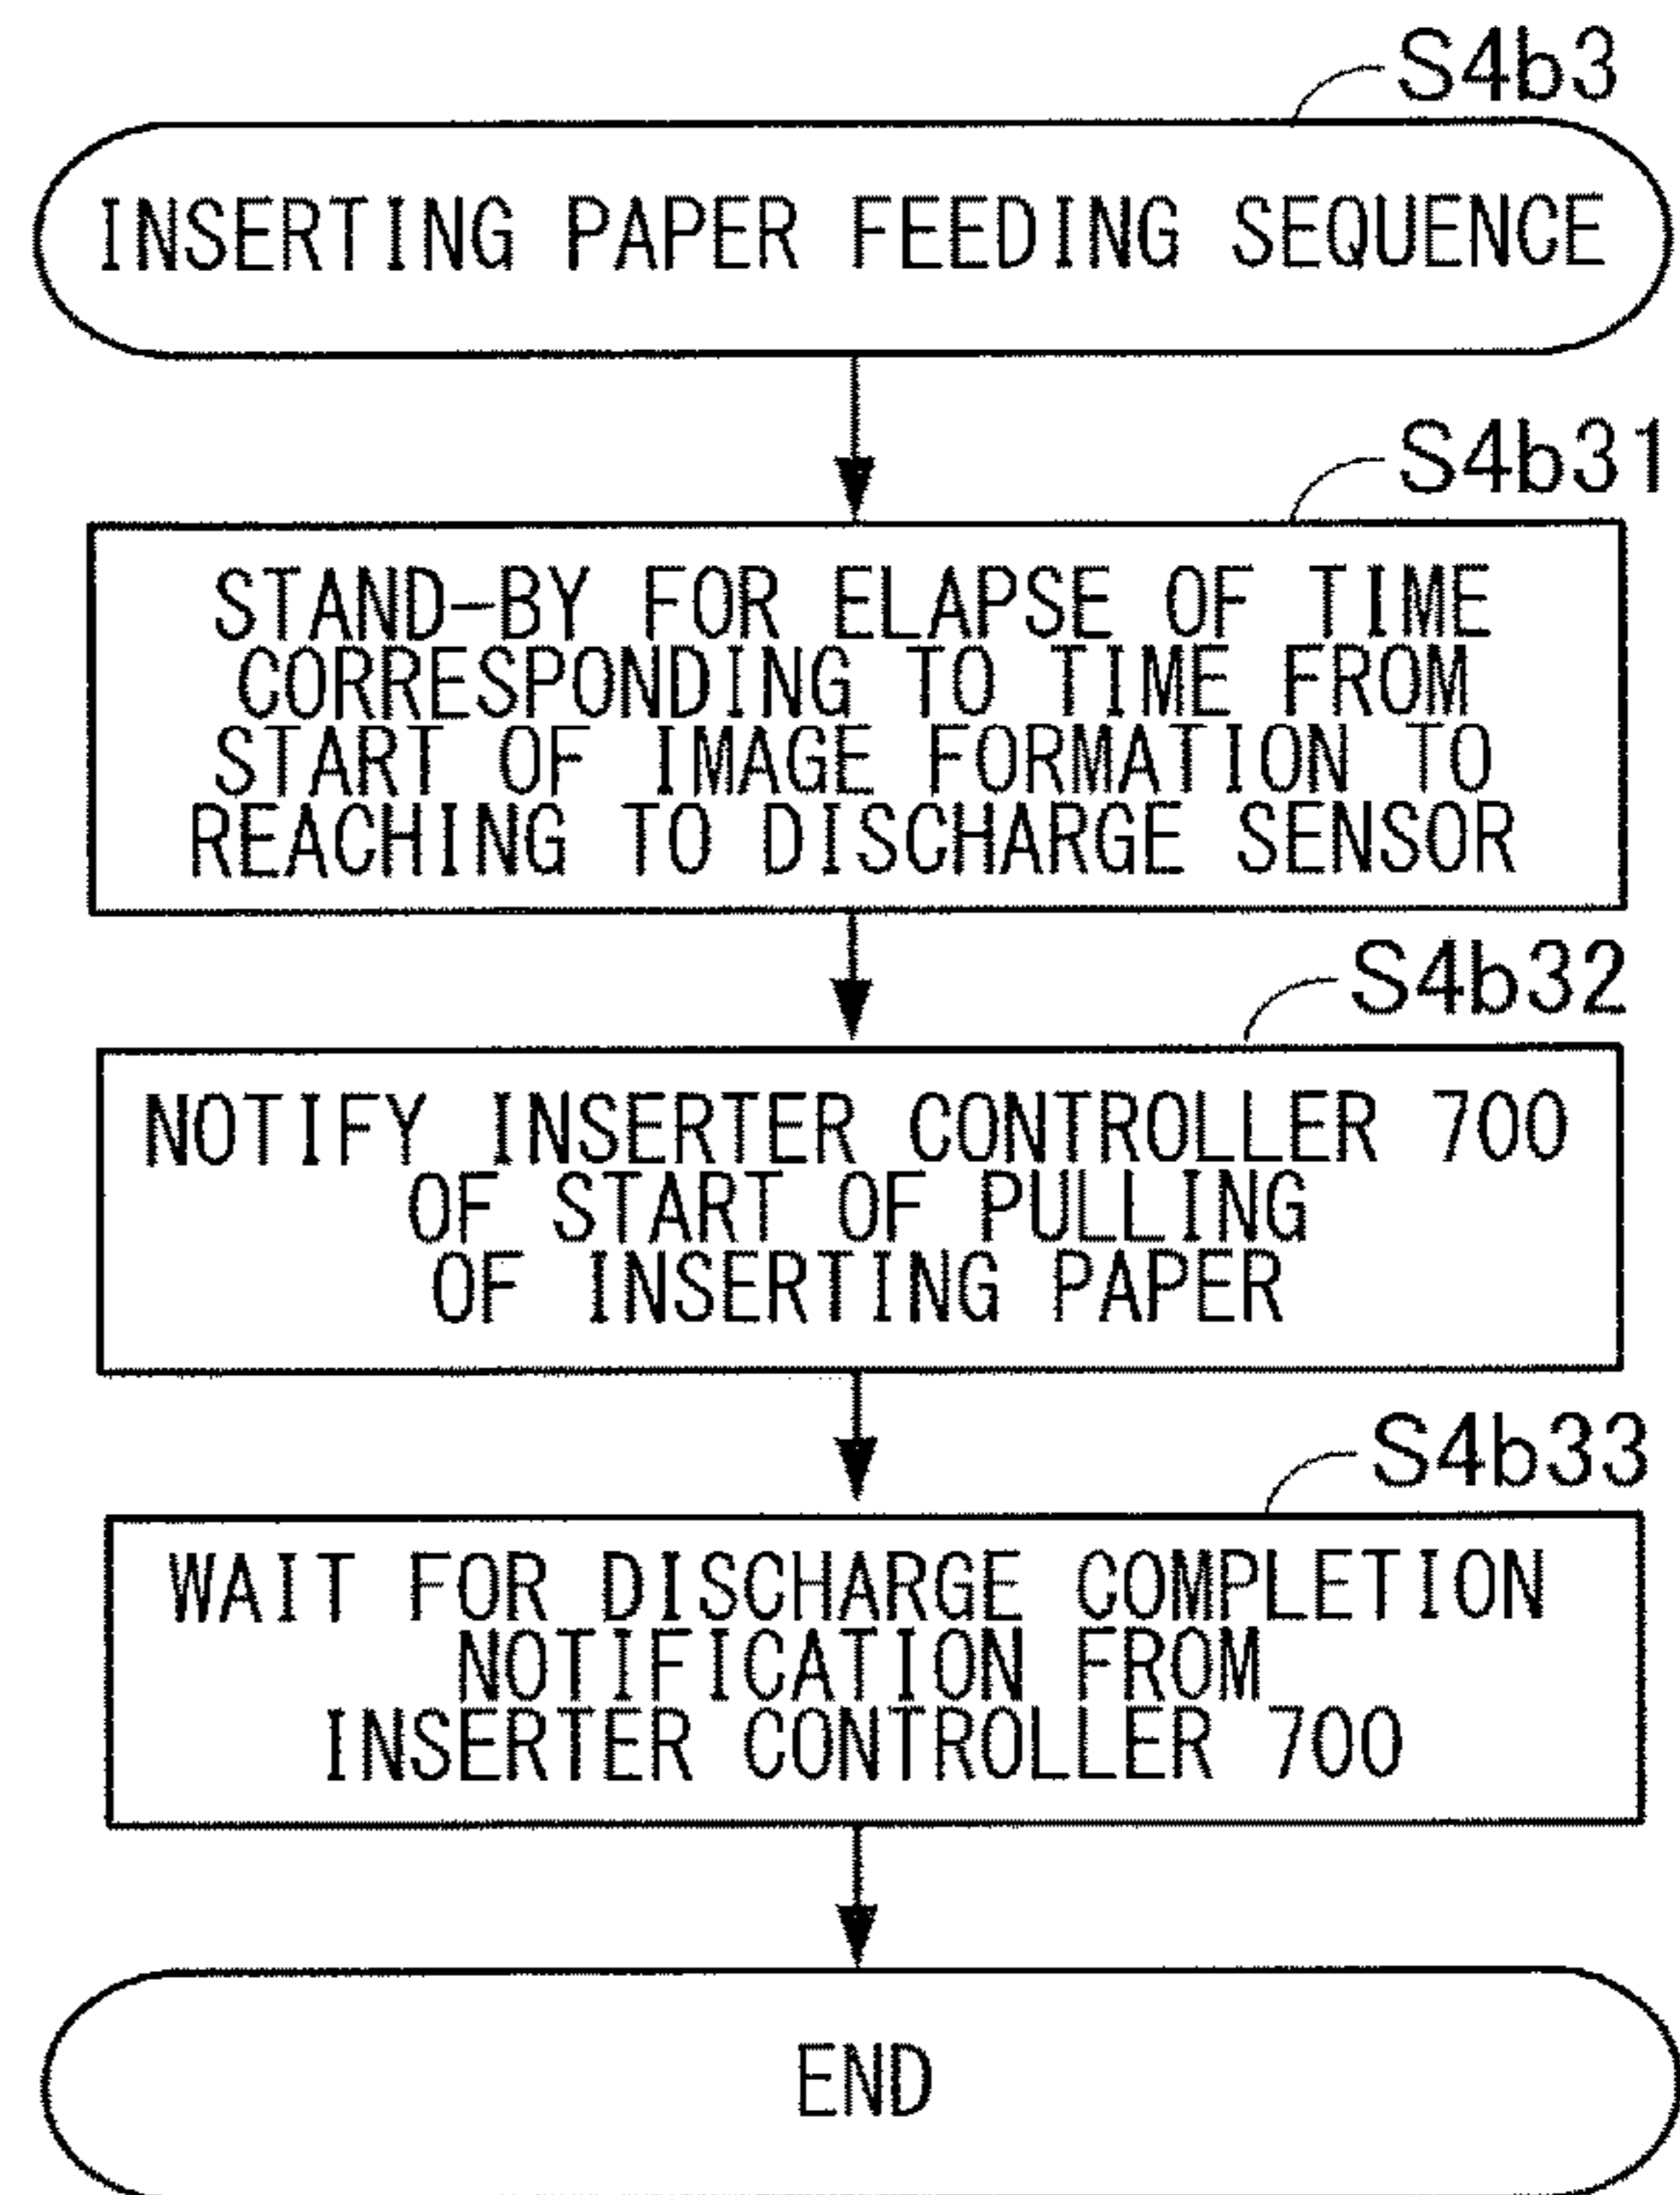 S4b3
INSERTING PAPER FEEDING SEQUENCE
S4b31
STAND-BY FOR ELAPSE OF TIME
CORRESPONDING TO TIME FROM
START OF IMAGE FORMATION TO
REACHING TO DISCHARGE SENSOR
S4b32
NOTIFY INSERTER CONTROLLER 700
OF START OF PULLING
OF INSERTING PAPER
S4b33
WAIT FOR DISCHARGE COMPLETION
NOTIFICATION FROM
INSERTER CONTROLLER 700
END